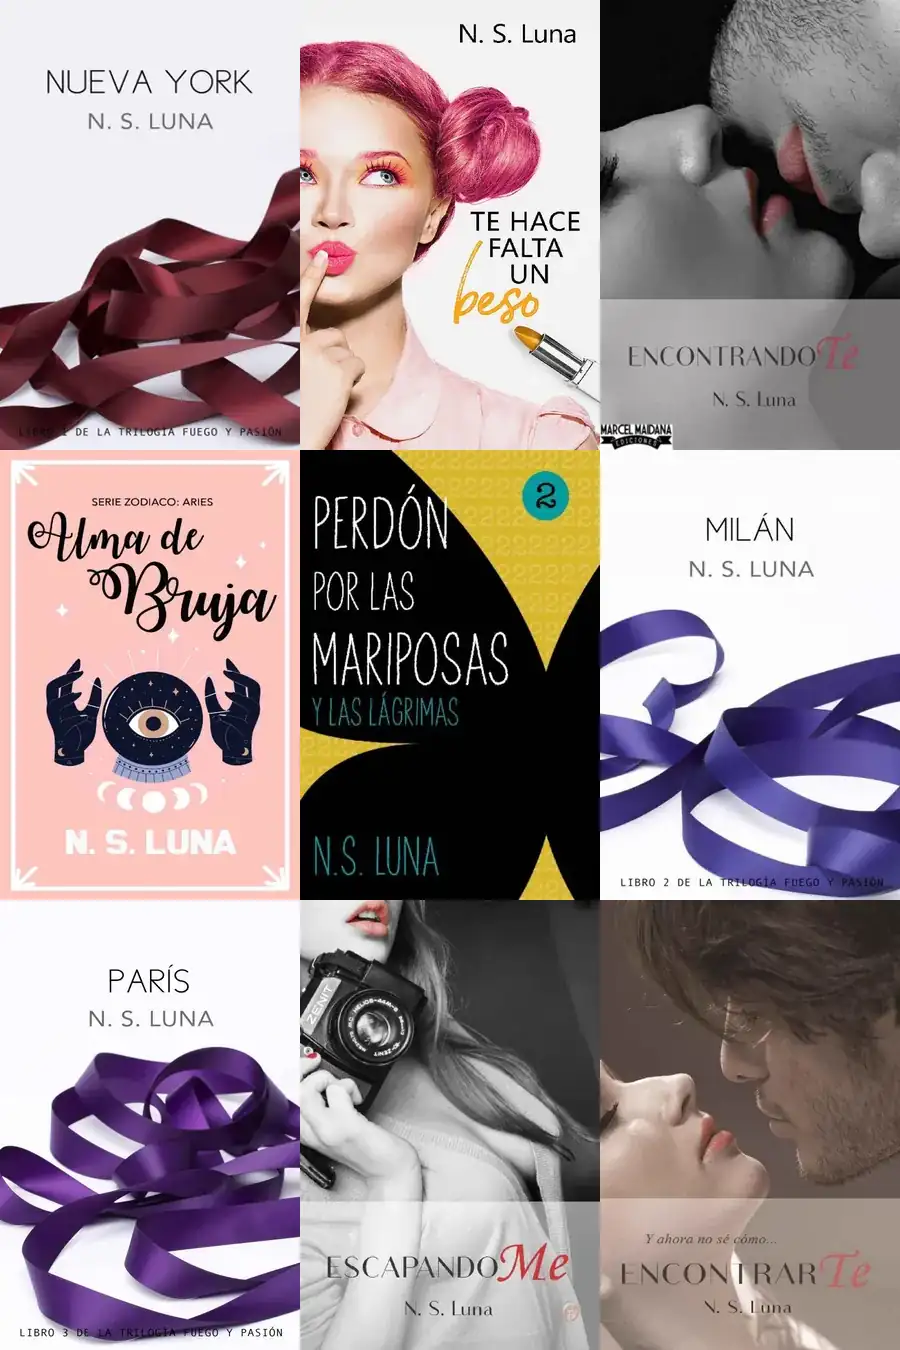 NUEVA YORK
N. S. LUNA
LIBRO 1 DE LA TRILOGÍA FUEGO Y PASIÓN
N. S. Luna
TE HACE
FALTA
UN
beso
ENCONTRANDOTe
N. S. Luna
MARCEL MAIDANA
EDICIONES
SERIE ZODIACO: ARIES
Alma de
Bruja
N. S. LUNA
2
PERDÓN
POR LAS
MARIPOSAS
Y LAS LÁGRIMAS
N.S. LUNA
MILÁN
N. S. LUNA
LIBRO 2 DE LA TRILOGÍA FUEGO Y PASIÓN
PARÍS
N. S. LUNA
LIBRO 3 DE LA TRILOGÍA FUEGO Y PASIÓN
ZENIT
ESCAPANDOMe
N. S. Luna
Y ahora no sé cómo...
ENCONTRARTe
N. S. Luna